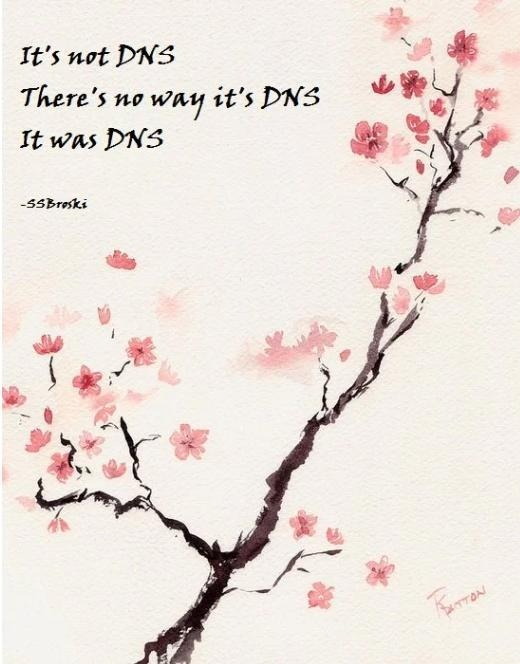 It's not DNS
There's no way it's DNS
It was DNS
-SSBroski